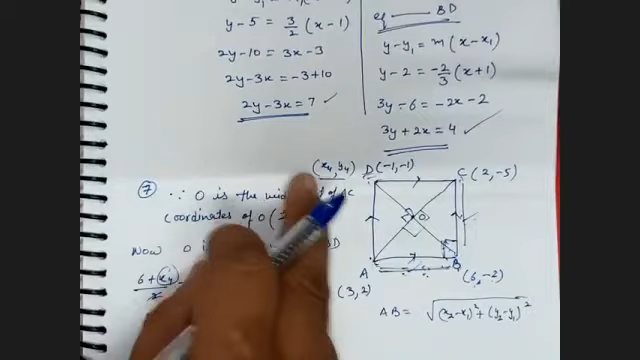 y-5 = 3/2 (x-1)
2y-10 = 3x-3
2y-3x = -3+10
2y-3x = 7 ✓
BD
y-y₁ = m(x-x₁)
y-2 = -2/3 (x+1)
3y-6 = -2x-2
3y+2x = 4 ✓
(x₄, y₄) D(-1,-1) C (2,-5)
⑦ ∵ O is the of AC
coordinates of O (
Now O BD
6+x₄
O
A B
(3,2) (6,-2)
AB = √(x₂-x₁)²+(y₂-y₁)²